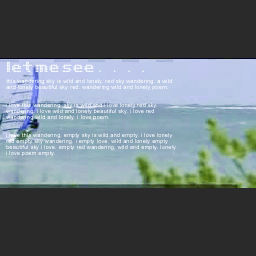 let me see. . . .
this wandering sky is wild and lonely. red sky wandering. a wild
and lonely beautiful sky red. wandering wild and lonely poem.
i love this wandering. sky is wild and i love lonely red sky
wandering. wild and lonely beautiful sky. i love red
wandering wild and lonely. i love poem.
i love this wandering. empty sky is wild and empty. i love lonely
red empty sky wandering. i empty love. wild and lonely empty
beautiful sky i love. empty red wandering, wild and empty. lonely
i love poem empty.